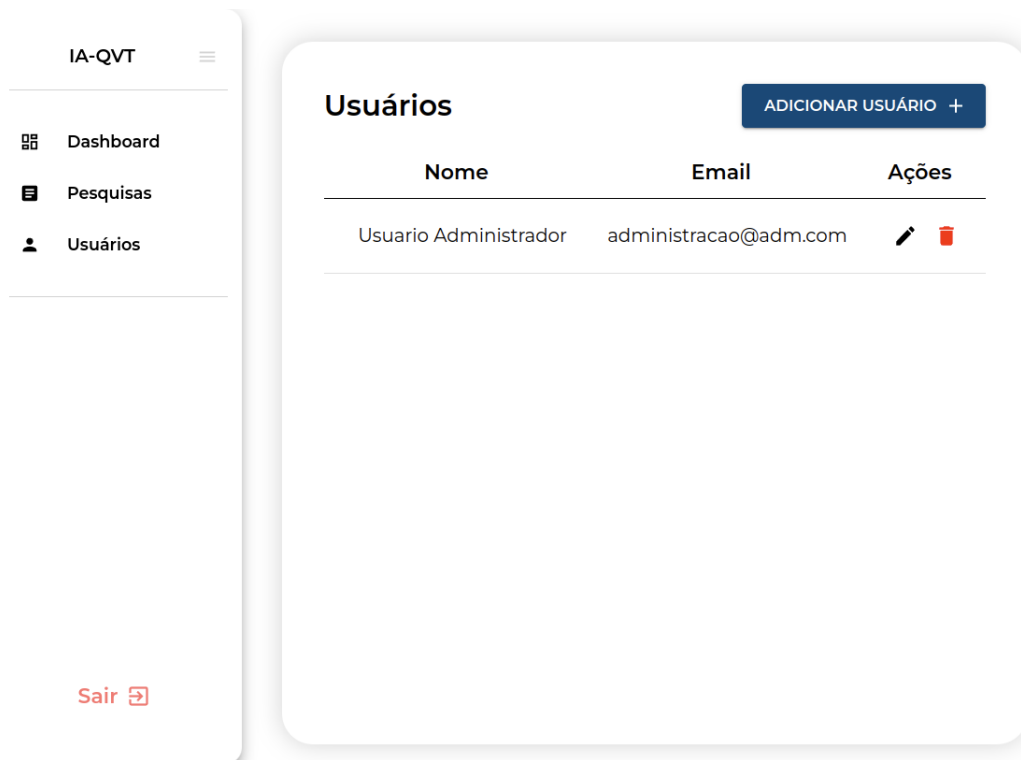 IA-QVT
Dashboard
Pesquisas
Usuários
Sair
Usuários
ADICIONAR USUÁRIO +
Nome Email Ações
Usuario Administrador administracao@adm.com